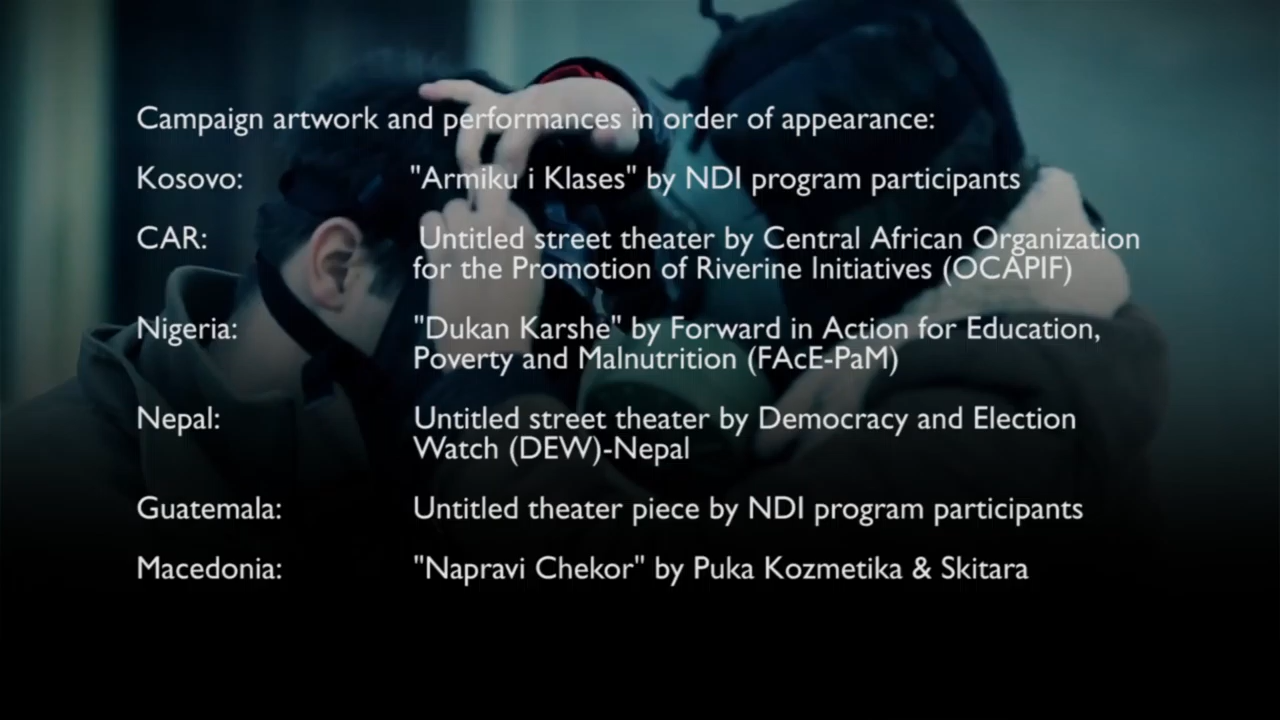 Campaign artwork and performances in order of appearance:
Kosovo: "Armiku i Klases" by NDI program participants
CAR: Untitled street theater by Central African Organization
for the Promotion of Riverine Initiatives (OCAPIF)
Nigeria: "Dukan Karshe" by Forward in Action for Education,
Poverty and Malnutrition (FAcE-PaM)
Nepal: Untitled street theater by Democracy and Election
Watch (DEW)-Nepal
Guatemala: Untitled theater piece by NDI program participants
Macedonia: "Napravi Chekor" by Puka Kozmetika & Skitara